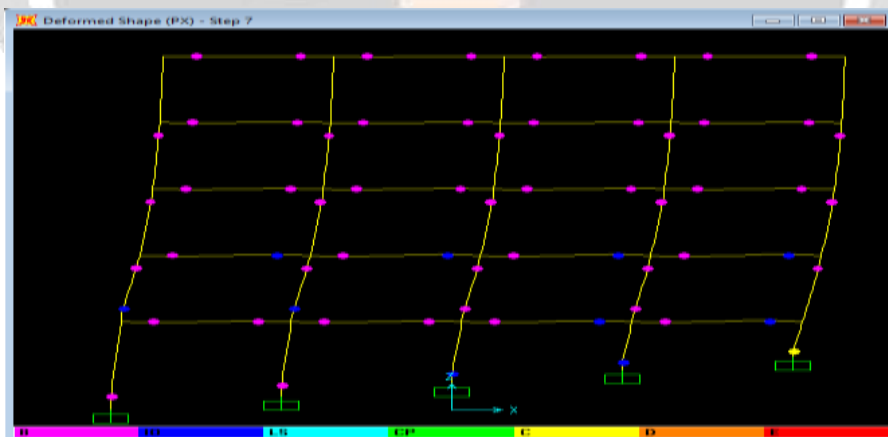 Deformed Shape (PX) - Step 7
Z
X
B IO LS CP C D E